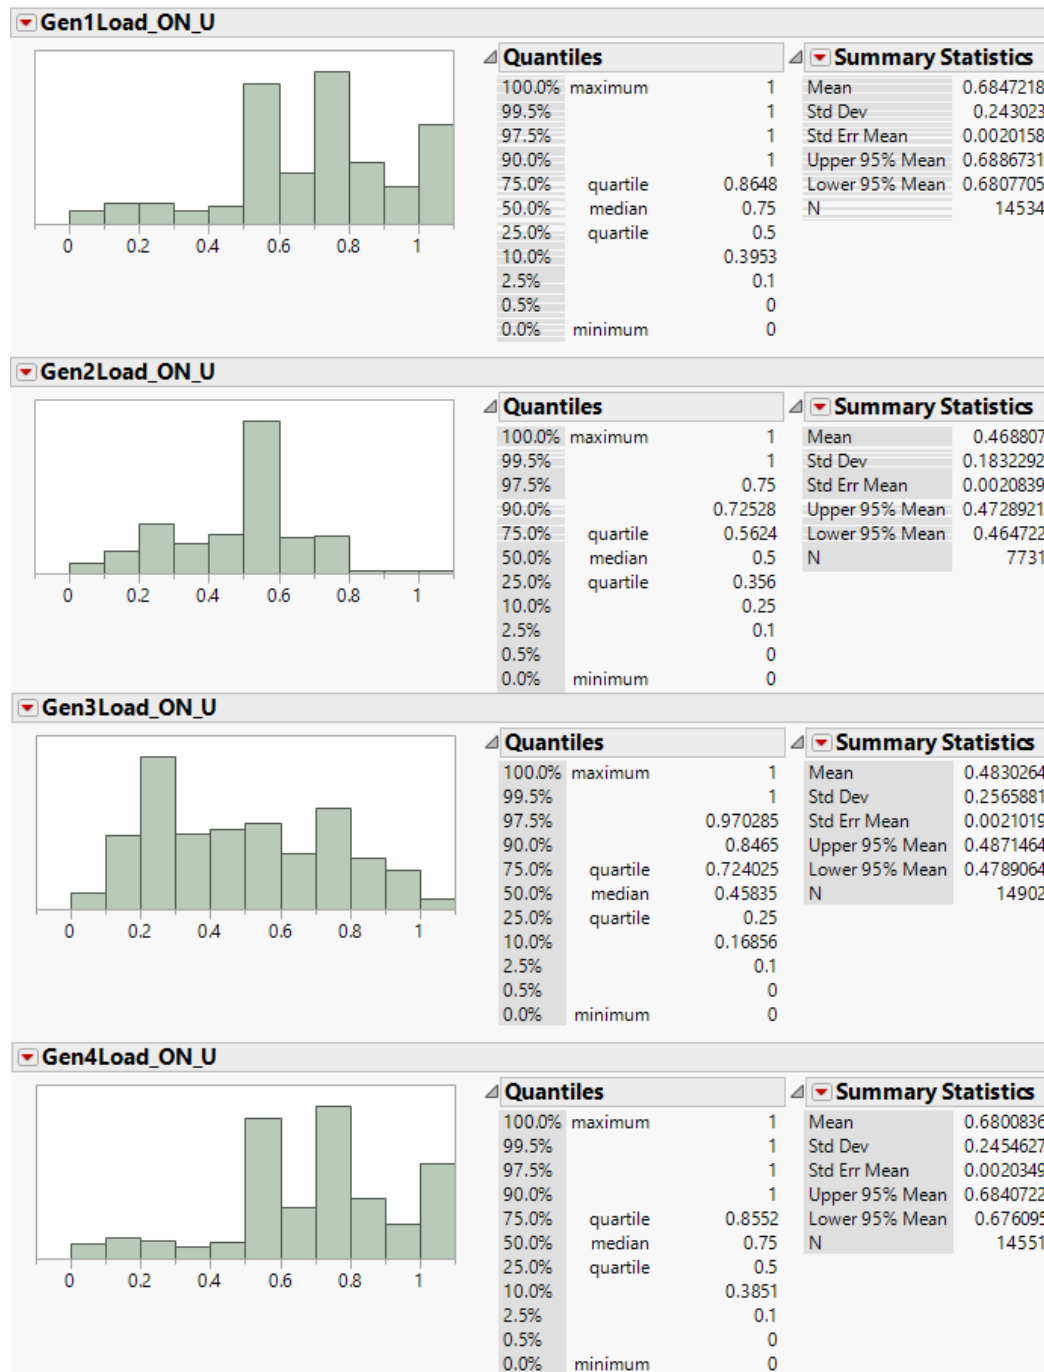 Gen1Load_ON_U
Quantiles
100.0% maximum 1
99.5% 1
97.5% 1
90.0% 1
75.0% quartile 0.8648
50.0% median 0.75
25.0% quartile 0.5
10.0% 0.3953
2.5% 0.1
0.5% 0
0.0% minimum 0
Summary Statistics
Mean 0.6847218
Std Dev 0.243023
Std Err Mean 0.0020158
Upper 95% Mean 0.6886731
Lower 95% Mean 0.6807705
N 14534
0 0.2 0.4 0.6 0.8 1
Gen2Load_ON_U
Quantiles
100.0% maximum 1
99.5% 1
97.5% 0.75
90.0% 0.72528
75.0% quartile 0.5624
50.0% median 0.5
25.0% quartile 0.356
10.0% 0.25
2.5% 0.1
0.5% 0
0.0% minimum 0
Summary Statistics
Mean 0.468807
Std Dev 0.1832292
Std Err Mean 0.0020839
Upper 95% Mean 0.4728921
Lower 95% Mean 0.464722
N 7731
0 0.2 0.4 0.6 0.8 1
Gen3Load_ON_U
Quantiles
100.0% maximum 1
99.5% 1
97.5% 0.970285
90.0% 0.8465
75.0% quartile 0.724025
50.0% median 0.45835
25.0% quartile 0.25
10.0% 0.16856
2.5% 0.1
0.5% 0
0.0% minimum 0
Summary Statistics
Mean 0.4830264
Std Dev 0.2565881
Std Err Mean 0.0021019
Upper 95% Mean 0.4871464
Lower 95% Mean 0.4789064
N 14902
0 0.2 0.4 0.6 0.8 1
Gen4Load_ON_U
Quantiles
100.0% maximum 1
99.5% 1
97.5% 1
90.0% 1
75.0% quartile 0.8552
50.0% median 0.75
25.0% quartile 0.5
10.0% 0.3851
2.5% 0.1
0.5% 0
0.0% minimum 0
Summary Statistics
Mean 0.6800836
Std Dev 0.2454627
Std Err Mean 0.0020349
Upper 95% Mean 0.6840722
Lower 95% Mean 0.676095
N 14551
0 0.2 0.4 0.6 0.8 1